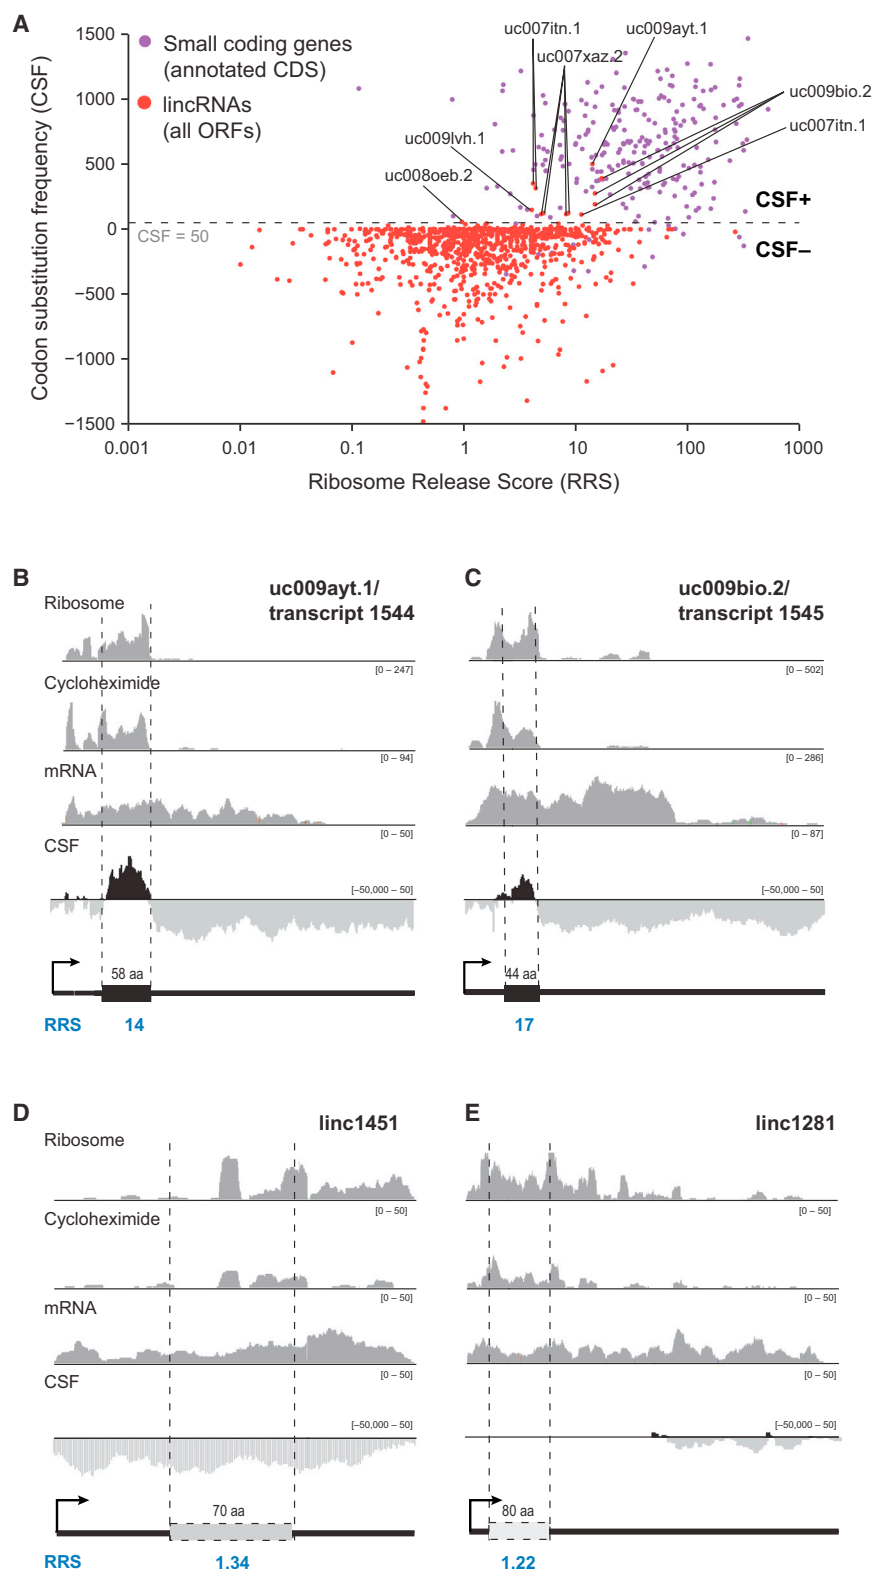 A
Codon substitution frequency (CSF)
1500
1000
500
0
−500
−1000
−1500
Small coding genes
(annotated CDS)
lincRNAs
(all ORFs)
uc007itn.1
uc009ayt.1
uc007xaz.2
uc009bio.2
uc007itn.1
uc009lvh.1
uc008oeb.2
CSF+
CSF = 50
CSF−
0.001
0.01
0.1
1
10
100
1000
Ribosome Release Score (RRS)
B
uc009ayt.1/
transcript 1544
Ribosome
[0 – 247]
Cycloheximide
[0 – 94]
mRNA
[0 – 50]
CSF
[−50,000 – 50]
58 aa
RRS
14
C
uc009bio.2/
transcript 1545
[0 – 502]
[0 – 286]
[0 – 87]
[−50,000 – 50]
44 aa
17
D
linc1451
Ribosome
[0 – 50]
Cycloheximide
[0 – 50]
mRNA
[0 – 50]
CSF
[−50,000 – 50]
70 aa
RRS
1.34
E
linc1281
[0 – 50]
[0 – 50]
[0 – 50]
[−50,000 – 50]
80 aa
1.22